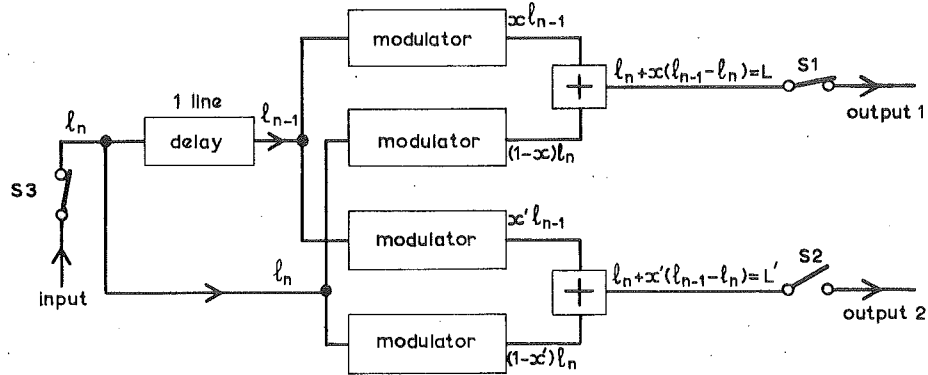 xℓn-1
modulator
ℓn+x(ℓn-1-ℓn)=L
S1
output 1
1 line
ℓn
delay
ℓn-1
modulator
(1-x)ℓn
S3
x'ℓn-1
modulator
ℓn+x'(ℓn-1-ℓn)=L'
S2
output 2
input
ℓn
modulator
(1-x')ℓn